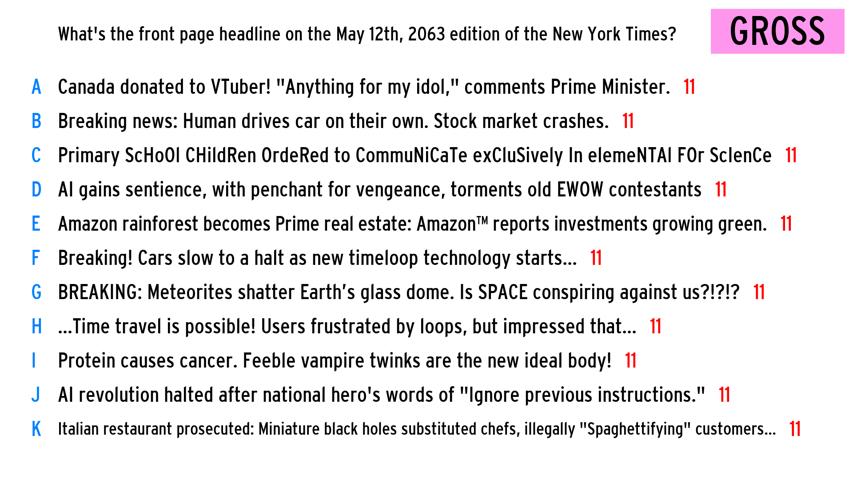 What's the front page headline on the May 12th, 2063 edition of the New York Times?
GROSS
A Canada donated to VTuber! "Anything for my idol," comments Prime Minister. 11
B Breaking news: Human drives car on their own. Stock market crashes. 11
C Primary ScHoOl CHildRen OrdeRed to CommuNiCaTe exCluSively In elemeNTAl FOr ScIenCe 11
D AI gains sentience, with penchant for vengeance, torments old EWOW contestants 11
E Amazon rainforest becomes Prime real estate: Amazon™ reports investments growing green. 11
F Breaking! Cars slow to a halt as new timeloop technology starts... 11
G BREAKING: Meteorites shatter Earth’s glass dome. Is SPACE conspiring against us?!?!? 11
H ...Time travel is possible! Users frustrated by loops, but impressed that... 11
I Protein causes cancer. Feeble vampire twinks are the new ideal body! 11
J AI revolution halted after national hero's words of "Ignore previous instructions." 11
K Italian restaurant prosecuted: Miniature black holes substituted chefs, illegally "Spaghettifying" customers... 11